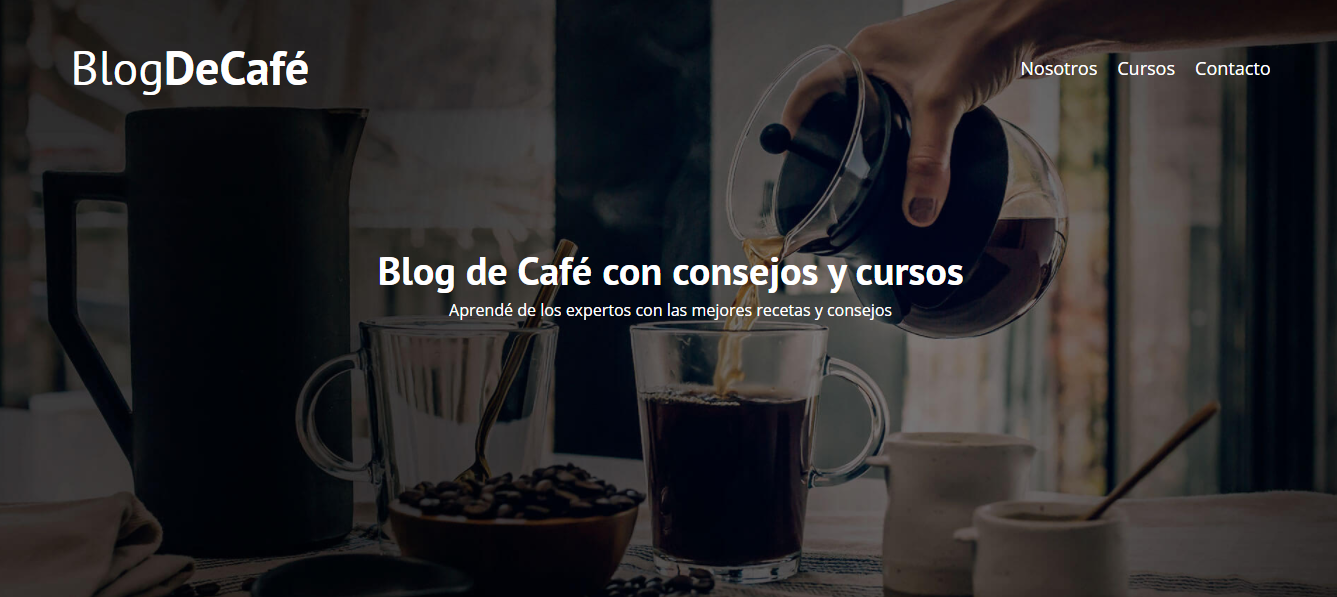 BlogDeCafé
Nosotros Cursos Contacto
Blog de Café con consejos y cursos
Aprendé de los expertos con las mejores recetas y consejos